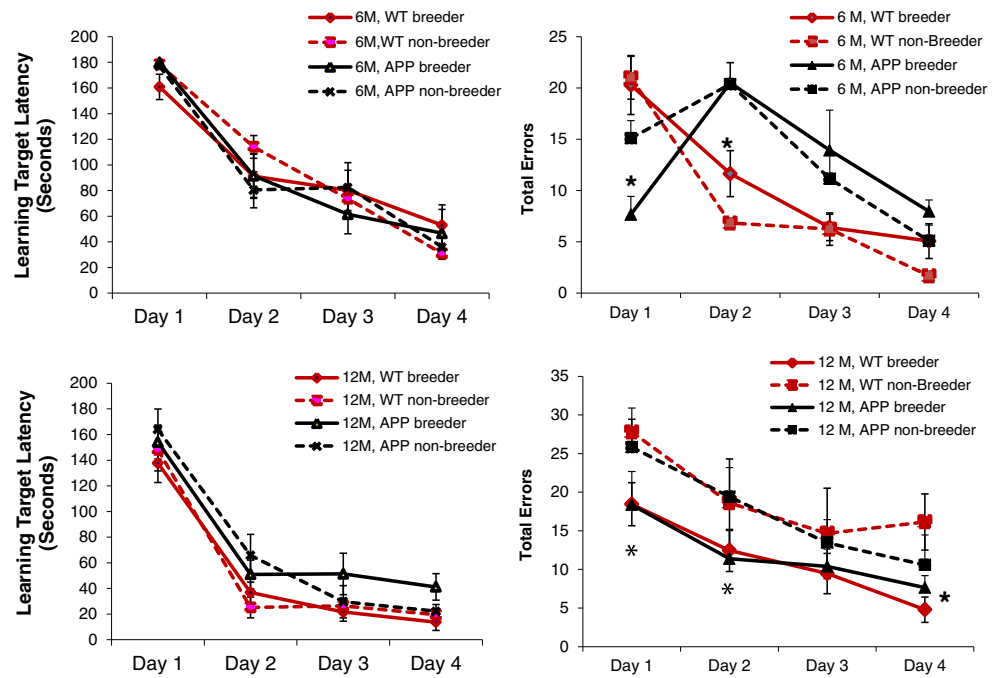 6M, WT breeder
6M,WT non-breeder
6M, APP breeder
6M, APP non-breeder
Learning Target Latency
(Seconds)
200
180
160
140
120
100
80
60
40
20
0
Day 1 Day 2 Day 3 Day 4
6 M, WT breeder
6 M, WT non-Breeder
6 M, APP breeder
6 M, APP non-breeder
Total Errors
25
20
15
10
5
0
*
*
Day 1 Day 2 Day 3 Day 4
12M, WT breeder
12M, WT non-breeder
12M, APP breeder
12M, APP non-breeder
Learning Target Latency
(Seconds)
200
180
160
140
120
100
80
60
40
20
0
Day 1 Day 2 Day 3 Day 4
12 M, WT breeder
12 M, WT non-Breeder
12 M, APP breeder
12 M, APP non-breeder
Total Errors
35
30
25
20
15
10
5
0
*
*
*
Day 1 Day 2 Day 3 Day 4